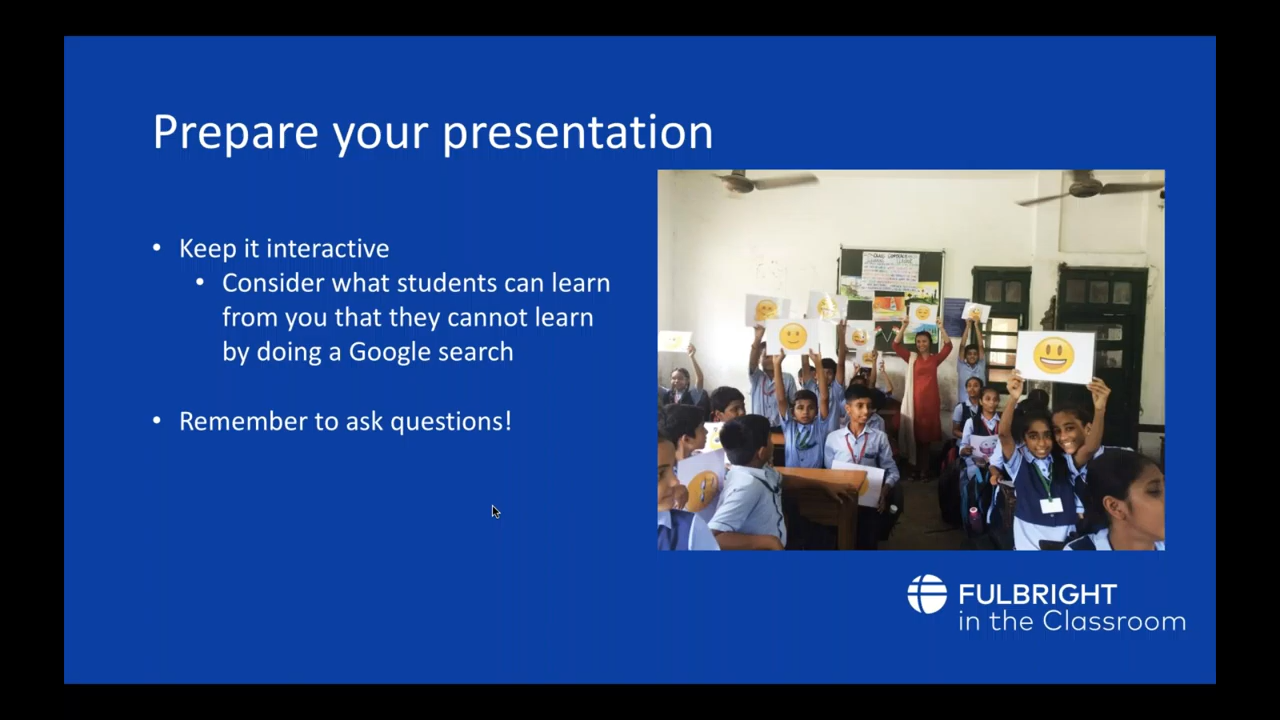 Prepare your presentation
• Keep it interactive
• Consider what students can learn
from you that they cannot learn
by doing a Google search
• Remember to ask questions!
FULBRIGHT
in the Classroom